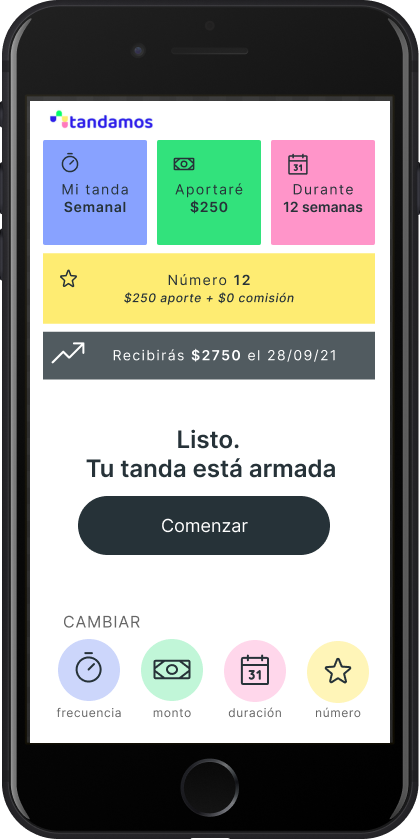 tandamos
Mi tanda
Semanal
Aportaré
$250
31
Durante
12 semanas
Número 12
$250 aporte + $0 comisión
Recibirás $2750 el 28/09/21
Listo.
Tu tanda está armada
Comenzar
CAMBIAR
31
frecuencia
monto
duración
número